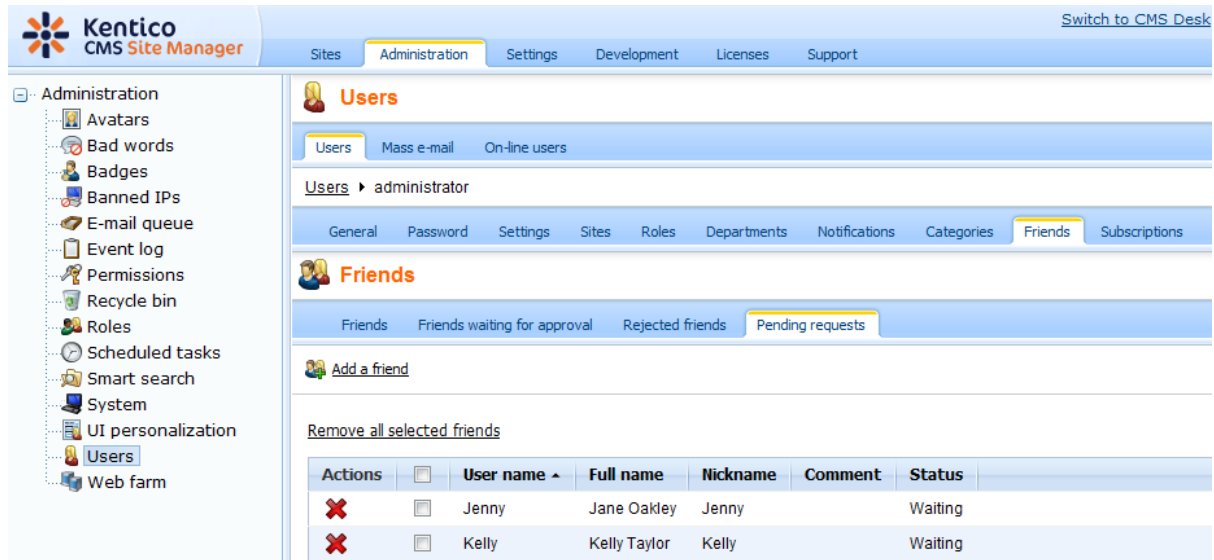 Kentico
CMS Site Manager
Switch to CMS Desk
Sites Administration Settings Development Licenses Support
Administration
Avatars
Bad words
Badges
Banned IPs
E-mail queue
Event log
Permissions
Recycle bin
Roles
Scheduled tasks
Smart search
System
UI personalization
Users
Web farm
Users
Users Mass e-mail On-line users
Users administrator
General Password Settings Sites Roles Departments Notifications Categories Friends Subscriptions
Friends
Friends Friends waiting for approval Rejected friends Pending requests
Add a friend
Remove all selected friends
Actions User name Full name Nickname Comment Status
Jenny Jane Oakley Jenny Waiting
Kelly Kelly Taylor Kelly Waiting